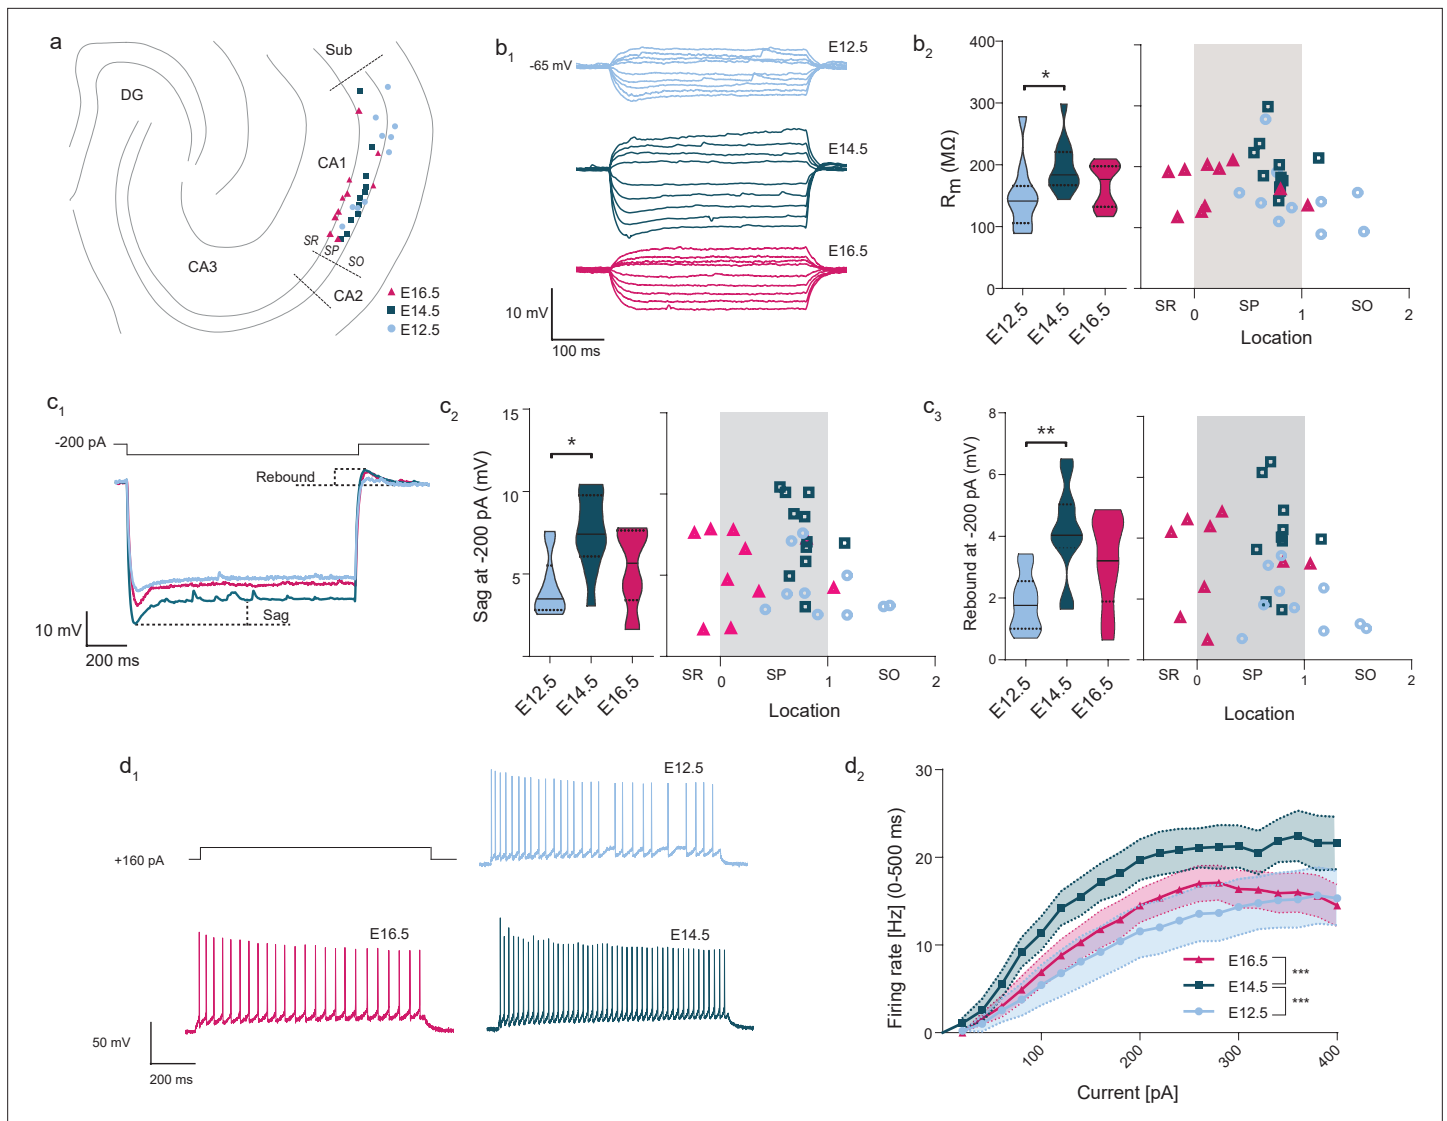 a
Sub
DG
CA1
SR
SP
SO
CA3
CA2
E16.5
E14.5
E12.5
b1
-65 mV
E12.5
E14.5
E16.5
10 mV
100 ms
b2
Rm (MΩ)
400
300
200
100
0
*
E12.5
E14.5
E16.5
SR
SP
SO
0
1
2
Location
c1
-200 pA
Rebound
Sag
10 mV
200 ms
c2
Sag at -200 pA (mV)
15
10
5
*
E12.5
E14.5
E16.5
SR
SP
SO
0
1
2
Location
c3
Rebound at -200 pA (mV)
8
6
4
2
0
**
E12.5
E14.5
E16.5
SR
SP
SO
0
1
2
Location
d1
+160 pA
E12.5
E16.5
E14.5
50 mV
200 ms
d2
Firing rate [Hz] (0-500 ms)
30
20
10
0
E16.5
E14.5
E12.5
***
***
100
200
300
400
Current [pA]